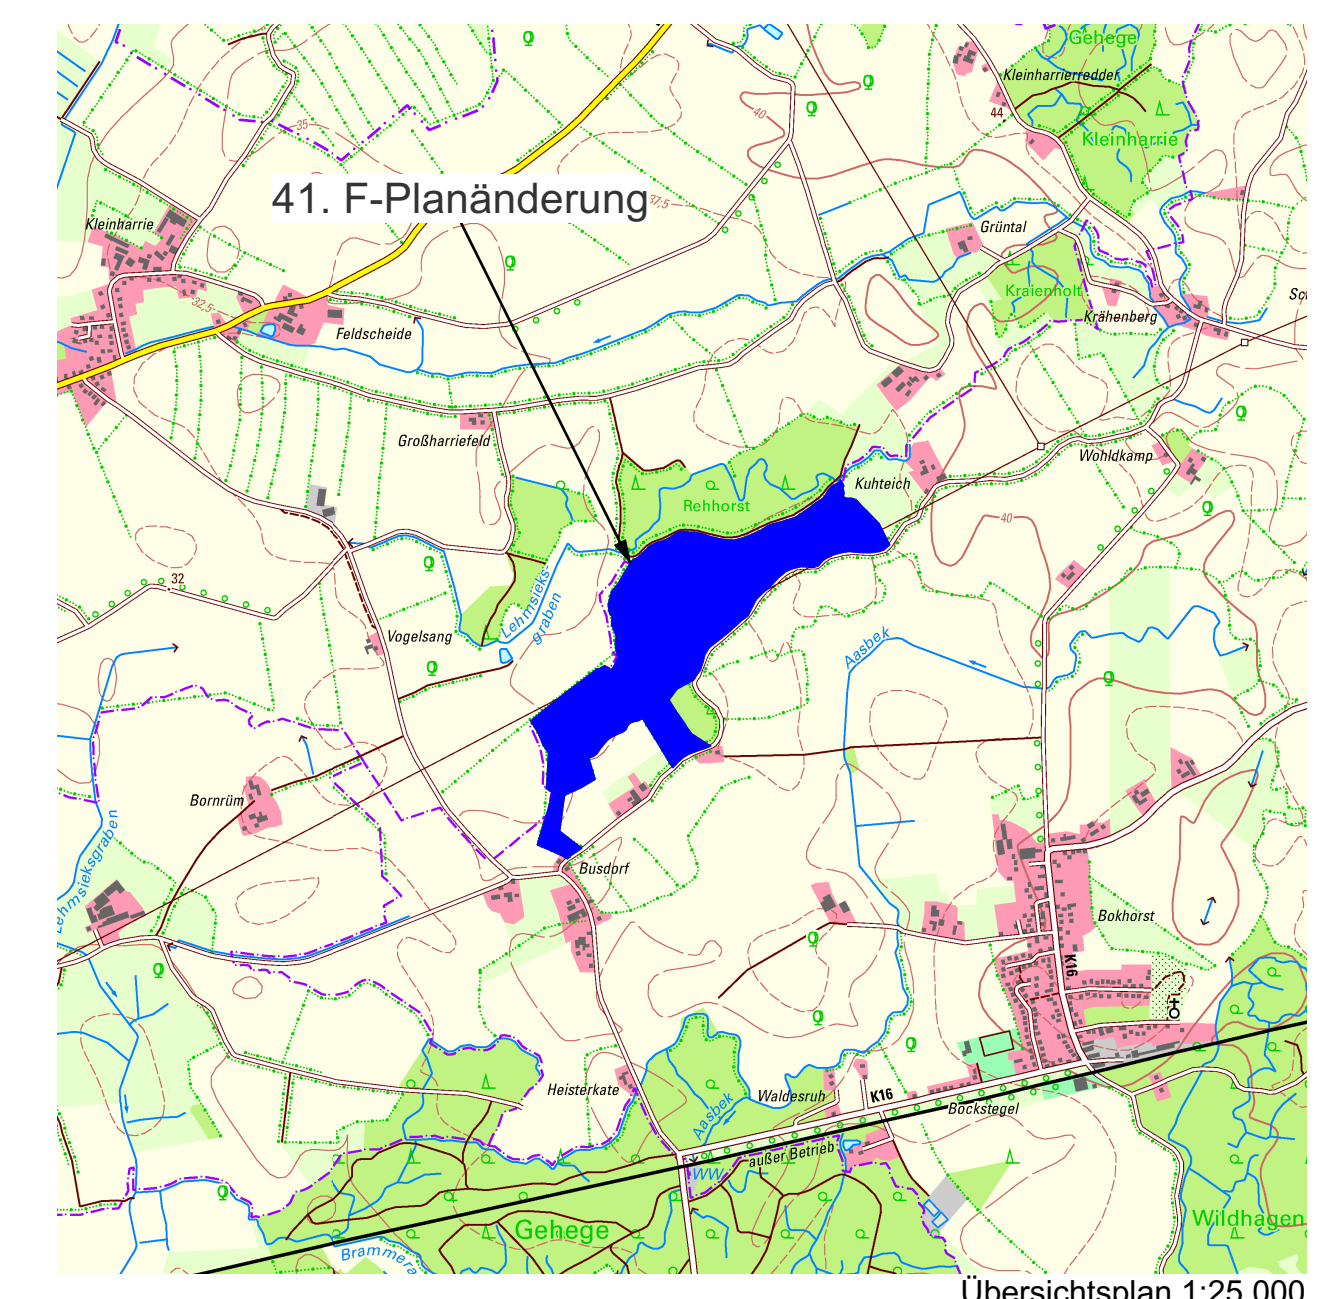 Gehege
Kleinharrierredder
40
44
35
Kleinharrie
41. F-Planänderung
37,5
Kleinharrie
Grüntal
Kraienholt
32,5
Feldscheide
Krähenberg
Großharriefeld
Wohldkamp
Kuhteich
Rehhorst
40
32
Lehmsieks-
graben
Vogelsang
Aasbek
Bornrüm
Lehmsieksgraben
Busdorf
Bokhorst
K16
Heisterkate
Waldesruh
K16
Bockstegel
Aasbek
außer Betrieb
WW
Gehege
Wildhagen
Übersichtsplan 1:25.000